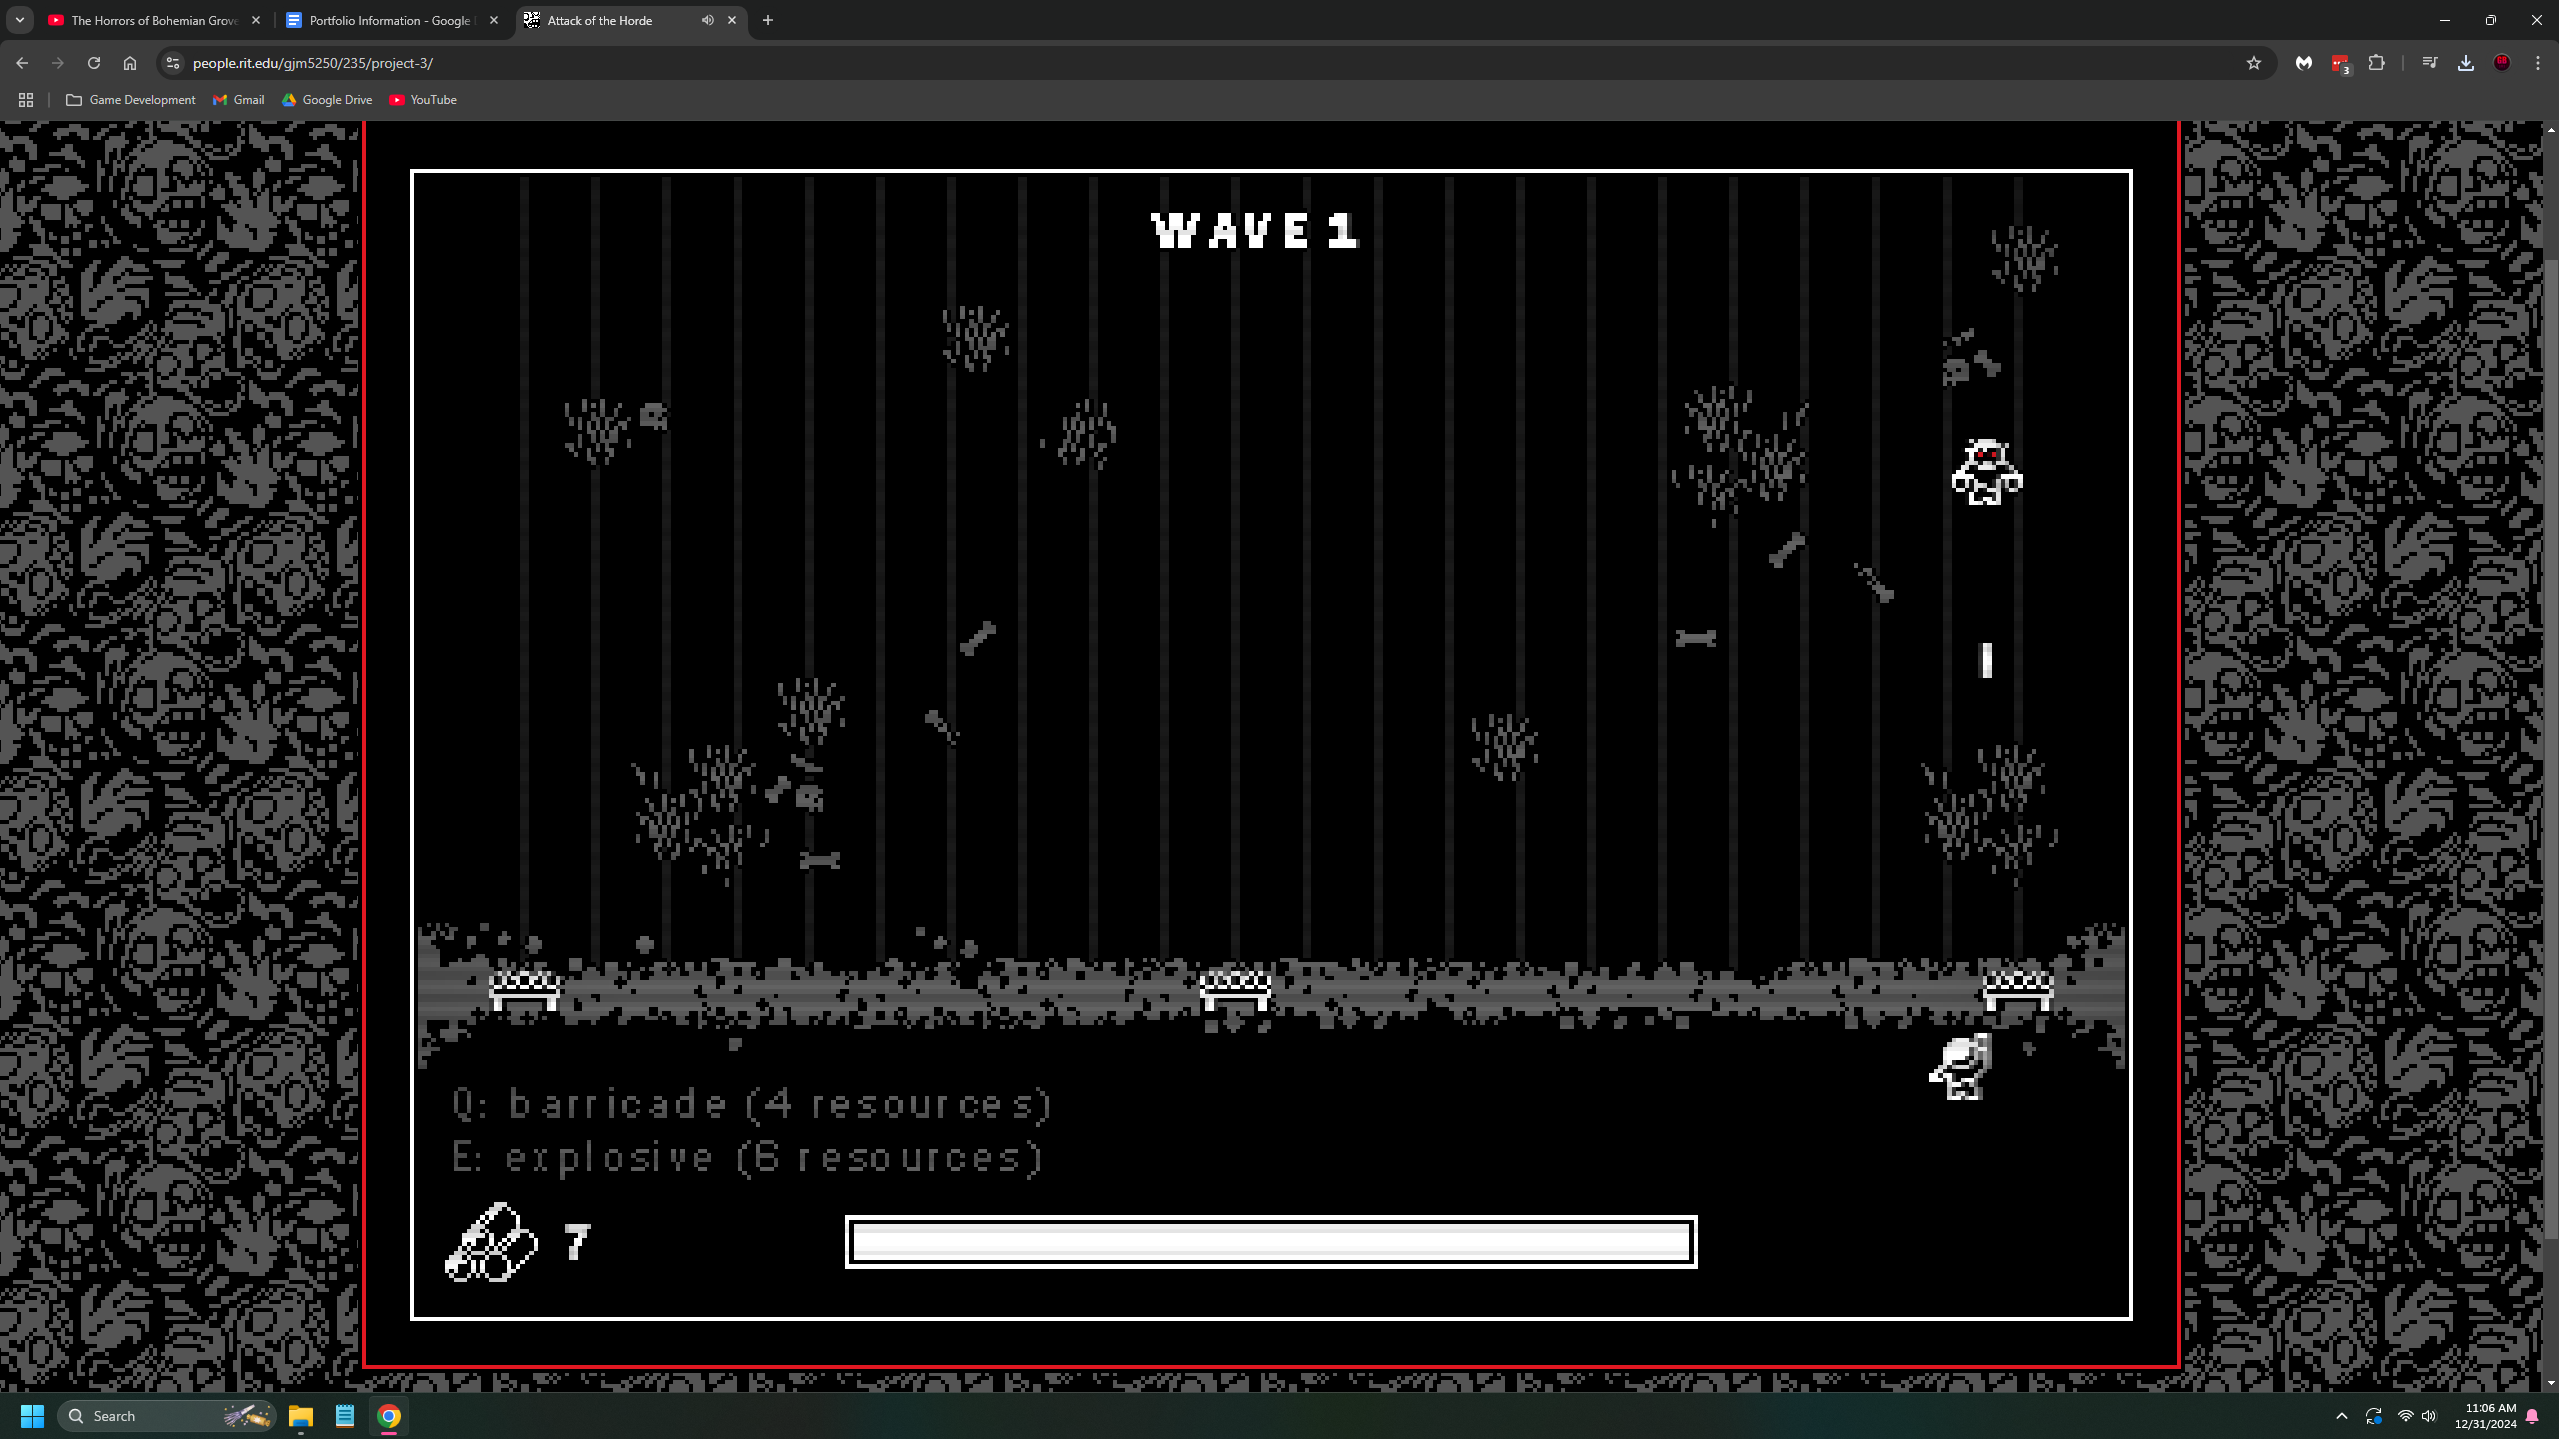 The Horrors of Bohemian Grove
Portfolio Information - Google
Attack of the Horde
people.rit.edu/gjm5250/235/project-3/
3
Game Development
Gmail
Google Drive
YouTube
WAVE 1
Q: barricade (4 resources)
E: explosive (6 resources)
7
Search
11:06 AM
12/31/2024